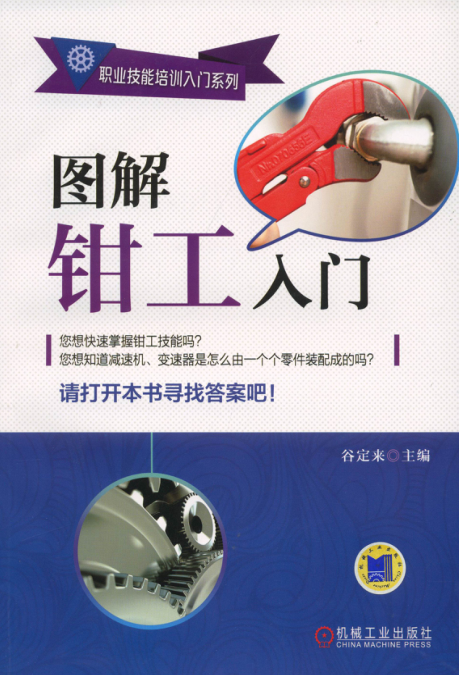 职业技能培训入门系列
图解
钳工入门
您想快速掌握钳工技能吗?
您想知道减速机、变速器是怎么由一个个零件装配成的吗?
请打开本书寻找答案吧!
谷定来◎主编
机械工业出版社
CHINA MACHINE PRESS